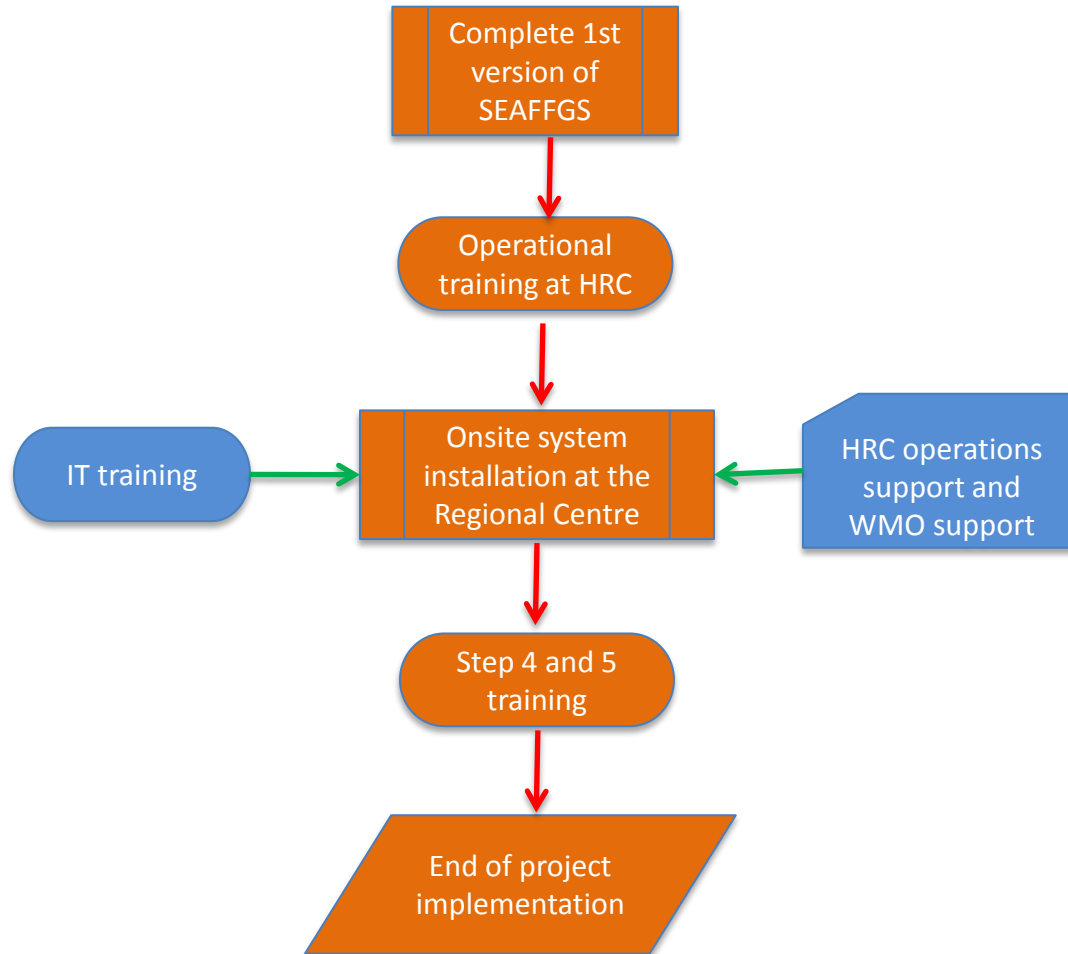 Complete 1st
version of
SEAFFGS
Operational
training at HRC
IT training
Onsite system
installation at the
Regional Centre
HRC operations
support and
WMO support
Step 4 and 5
training
End of project
implementation